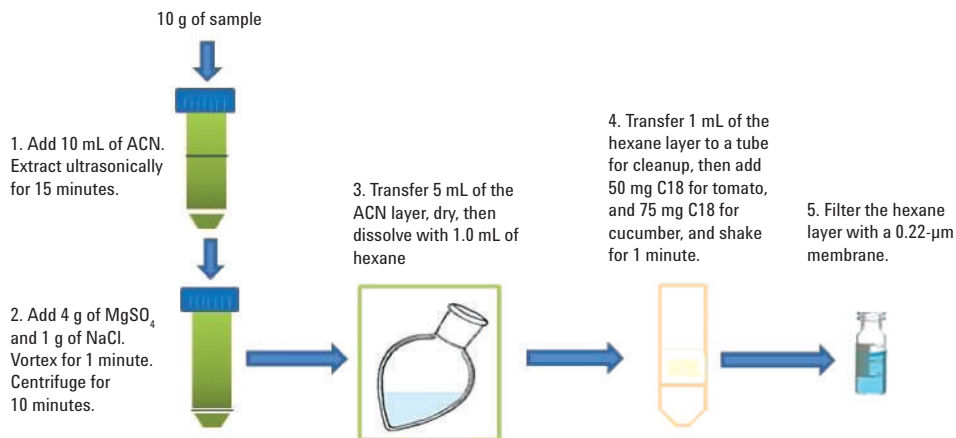 10 g of sample
1. Add 10 mL of ACN.
Extract ultrasonically
for 15 minutes.
2. Add 4 g of MgSO₄
and 1 g of NaCl.
Vortex for 1 minute.
Centrifuge for
10 minutes.
3. Transfer 5 mL of the
ACN layer, dry, then
dissolve with 1.0 mL of
hexane
4. Transfer 1 mL of the
hexane layer to a tube
for cleanup, then add
50 mg C18 for tomato,
and 75 mg C18 for
cucumber, and shake
for 1 minute.
5. Filter the hexane
layer with a 0.22-µm
membrane.